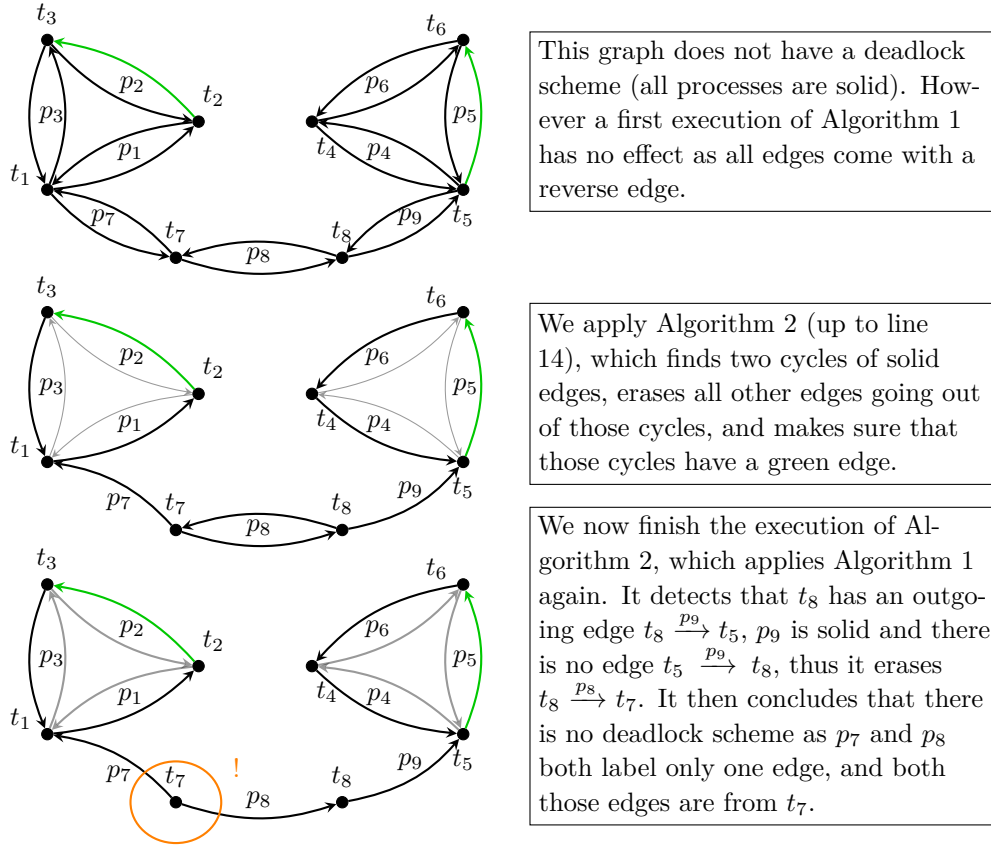 t3
t6
p2
p6
t2
p3
p5
p1
t4
p4
t1
t5
p7
t7
t8
p9
p8
This graph does not have a deadlock
scheme (all processes are solid). How-
ever a first execution of Algorithm 1
has no effect as all edges come with a
reverse edge.
t3
t6
p2
p6
t2
p3
p5
p1
t4
p4
t1
t5
p7
t7
t8
p9
p8
We apply Algorithm 2 (up to line
14), which finds two cycles of solid
edges, erases all other edges going out
of those cycles, and makes sure that
those cycles have a green edge.
t3
t6
p2
p6
t2
p3
p5
p1
t4
p4
t1
t5
p7
t7
!
t8
p9
p8
We now finish the execution of Al-
gorithm 2, which applies Algorithm 1
again. It detects that t8 has an outgo-
ing edge t8 —p9→ t5, p9 is solid and there
is no edge t5 —p9→ t8, thus it erases
t8 —p8→ t7. It then concludes that there
is no deadlock scheme as p7 and p8
both label only one edge, and both
those edges are from t7.